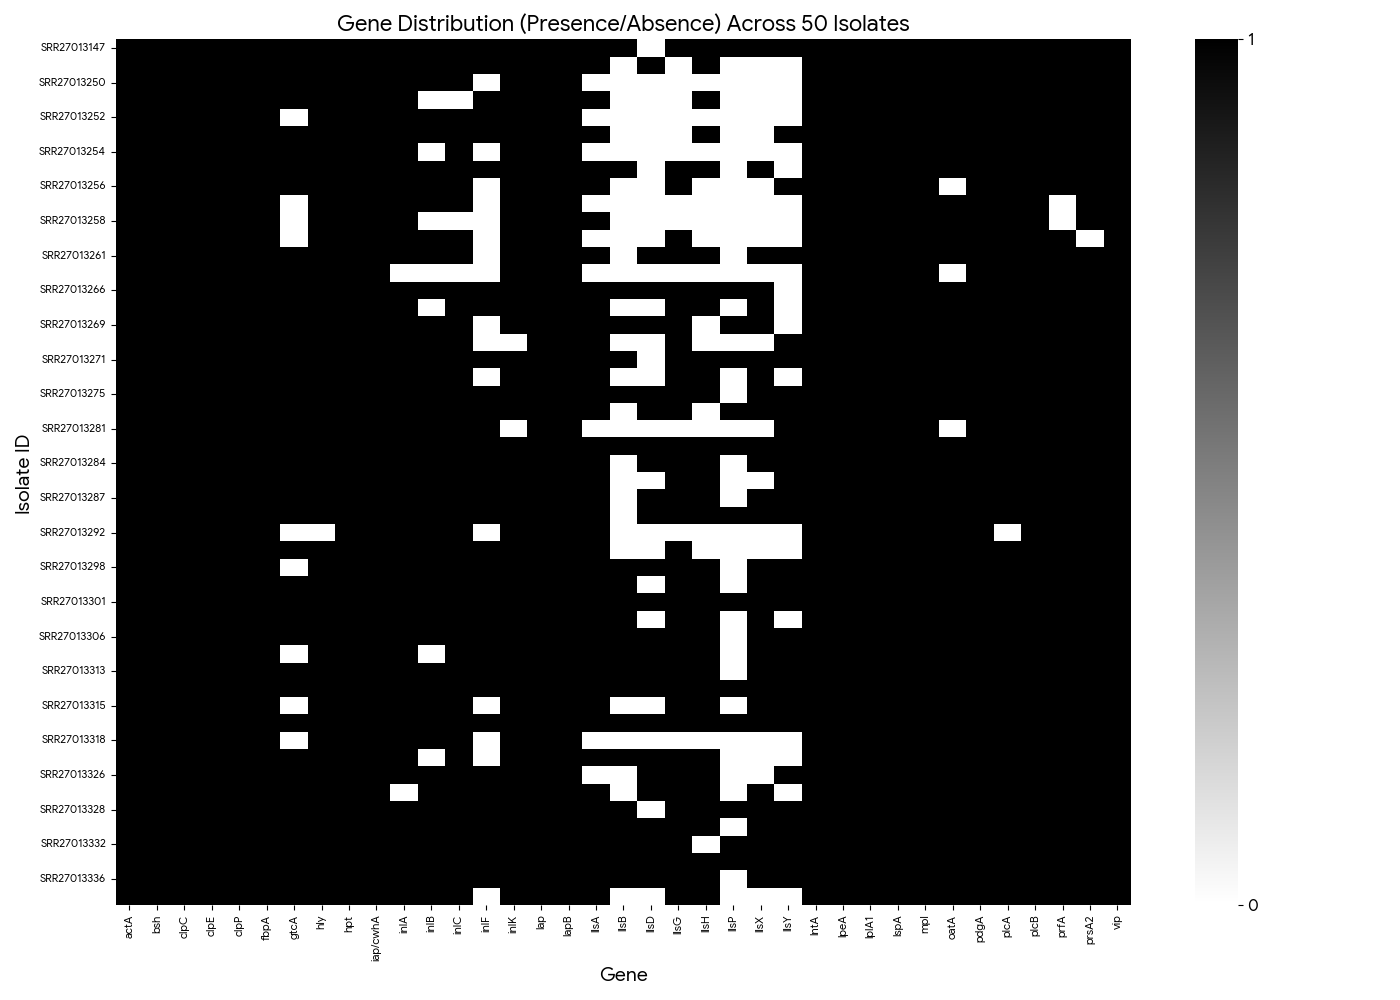 Gene Distribution (Presence/Absence) Across 50 Isolates
SRR27013147
SRR27013250
SRR27013252
SRR27013254
SRR27013256
SRR27013258
SRR27013261
SRR27013266
SRR27013269
SRR27013271
SRR27013275
SRR27013281
SRR27013284
SRR27013287
SRR27013292
SRR27013298
SRR27013301
SRR27013306
SRR27013313
SRR27013315
SRR27013318
SRR27013326
SRR27013328
SRR27013332
SRR27013336
Isolate ID
actA
bsh
clpC
clpE
clpP
fbpA
gtcA
hly
hpt
iap/cwhA
inlA
inlB
inlC
inlF
inlK
lap
lapB
llsA
llsB
llsD
llsG
llsH
llsP
llsX
llsY
lntA
lpeA
lplA1
lspA
mpl
oatA
pdgA
plcA
plcB
prfA
prsA2
vip
Gene
1
0